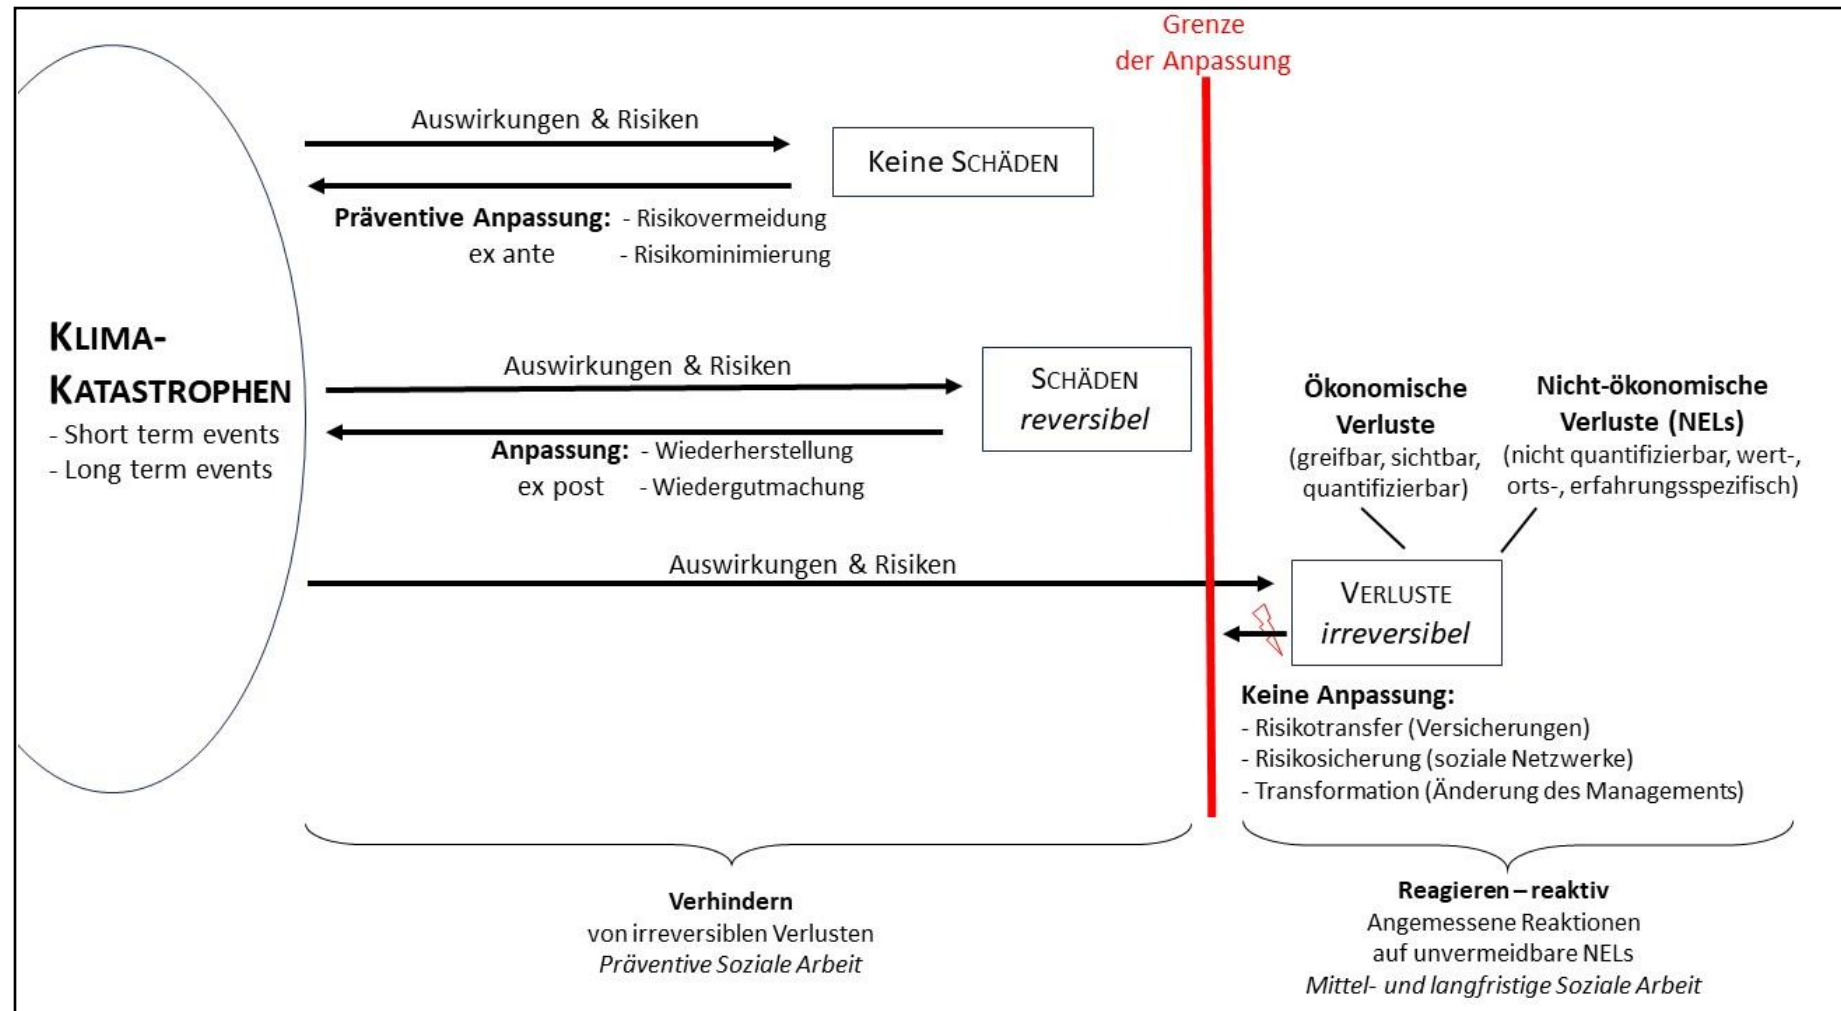 Grenze
der Anpassung
Auswirkungen & Risiken
Keine SCHÄDEN
Präventive Anpassung: - Risikovermeidung
ex ante - Risikominimierung
KLIMA-
KATASTROPHEN
- Short term events
- Long term events
Auswirkungen & Risiken
SCHÄDEN
reversibel
Anpassung: - Wiederherstellung
ex post - Wiedergutmachung
Ökonomische
Verluste
(greifbar, sichtbar,
quantifizierbar)
Nicht-ökonomische
Verluste (NELs)
(nicht quantifizierbar, wert-,
orts-, erfahrungsspezifisch)
Auswirkungen & Risiken
VERLUSTE
irreversibel
Keine Anpassung:
- Risikotransfer (Versicherungen)
- Risikosicherung (soziale Netzwerke)
- Transformation (Änderung des Managements)
Verhindern
von irreversiblen Verlusten
Präventive Soziale Arbeit
Reagieren – reaktiv
Angemessene Reaktionen
auf unvermeidbare NELs
Mittel- und langfristige Soziale Arbeit